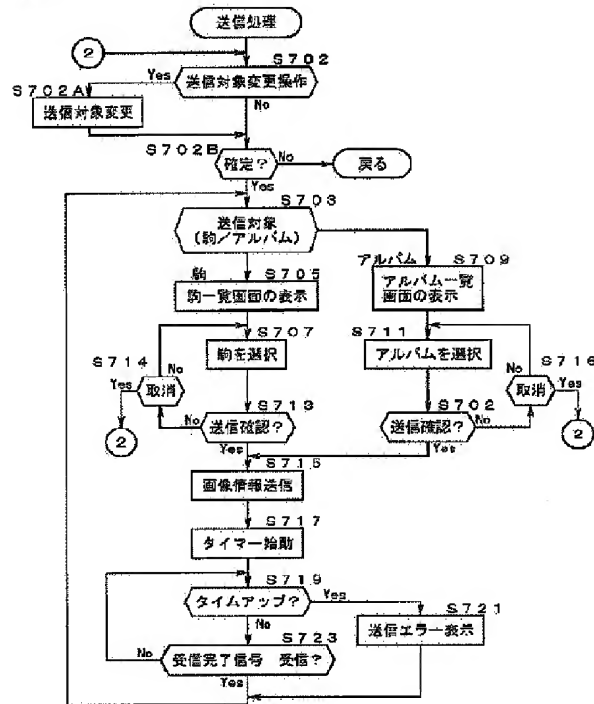 送信処理
2
S702
Yes
送信対象変更操作
S702A
送信対象変更
No
S702B
確定?
No
戻る
Yes
S703
送信対象
(駒/アルバム)
駒
S705
駒一覧画面の表示
アルバム
S709
アルバム一覧
画面の表示
S707
駒を選択
S711
アルバムを選択
S714
No
Yes
取消
2
S713
No
送信確認?
Yes
S702
送信確認?
No
Yes
S716
No
取消
Yes
2
S715
画像情報送信
S717
タイマー始動
S719
タイムアップ?
Yes
No
S721
送信エラー表示
S723
No
受信完了信号 受信?
Yes